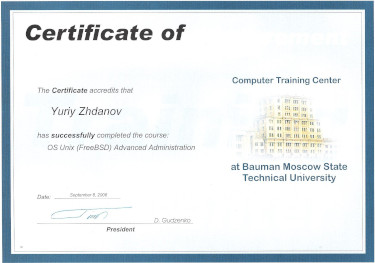 Certificate of
The Certificate accredits that
Yuriy Zhdanov
has successfully completed the course:
OS Unix (FreeBSD) Advanced Administration
Computer Training Center
at Bauman Moscow State
Technical University
Date: September 8, 2006
D. Gudzenko
President